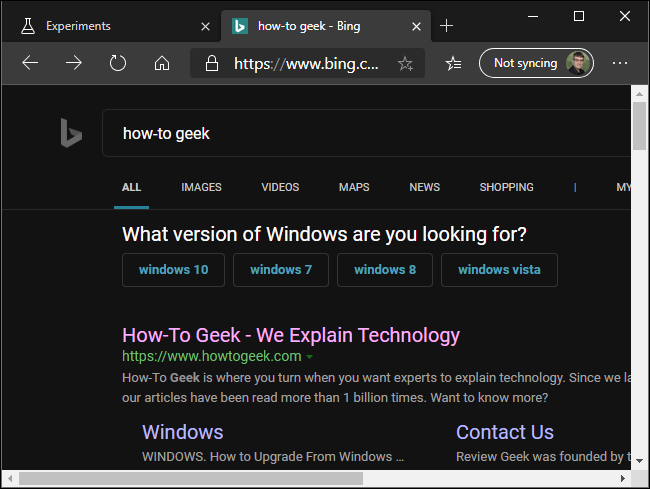 Experiments
how-to geek - Bing
https://www.bing.c...
Not syncing
how-to geek
ALL IMAGES VIDEOS MAPS NEWS SHOPPING | MY
What version of Windows are you looking for?
windows 10 windows 7 windows 8 windows vista
How-To Geek - We Explain Technology
https://www.howtogeek.com
How-To Geek is where you turn when you want experts to explain technology. Since we la
our articles have been read more than 1 billion times. Want to know more?
Windows Contact Us
WINDOWS. How to Upgrade From Windows ... Review Geek was founded by t